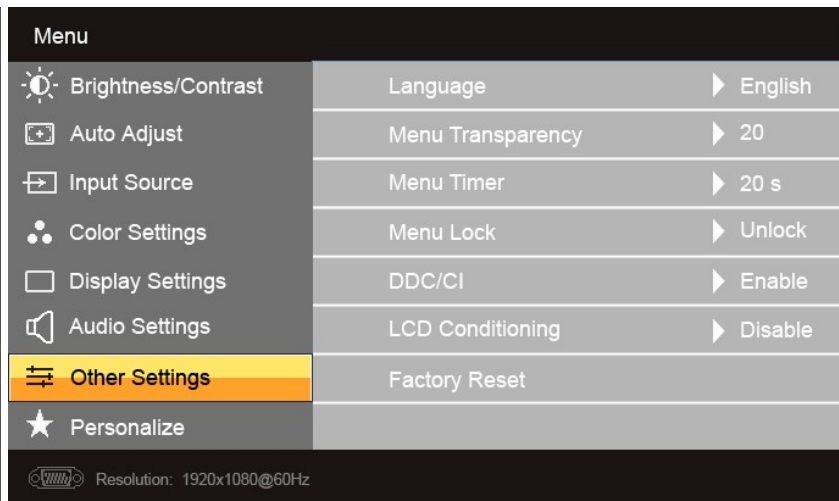 Menu
Brightness/Contrast
Auto Adjust
Input Source
Color Settings
Display Settings
Audio Settings
Other Settings
Personalize
Language English
Menu Transparency 20
Menu Timer 20 s
Menu Lock Unlock
DDC/CI Enable
LCD Conditioning Disable
Factory Reset
Resolution: 1920x1080@60Hz